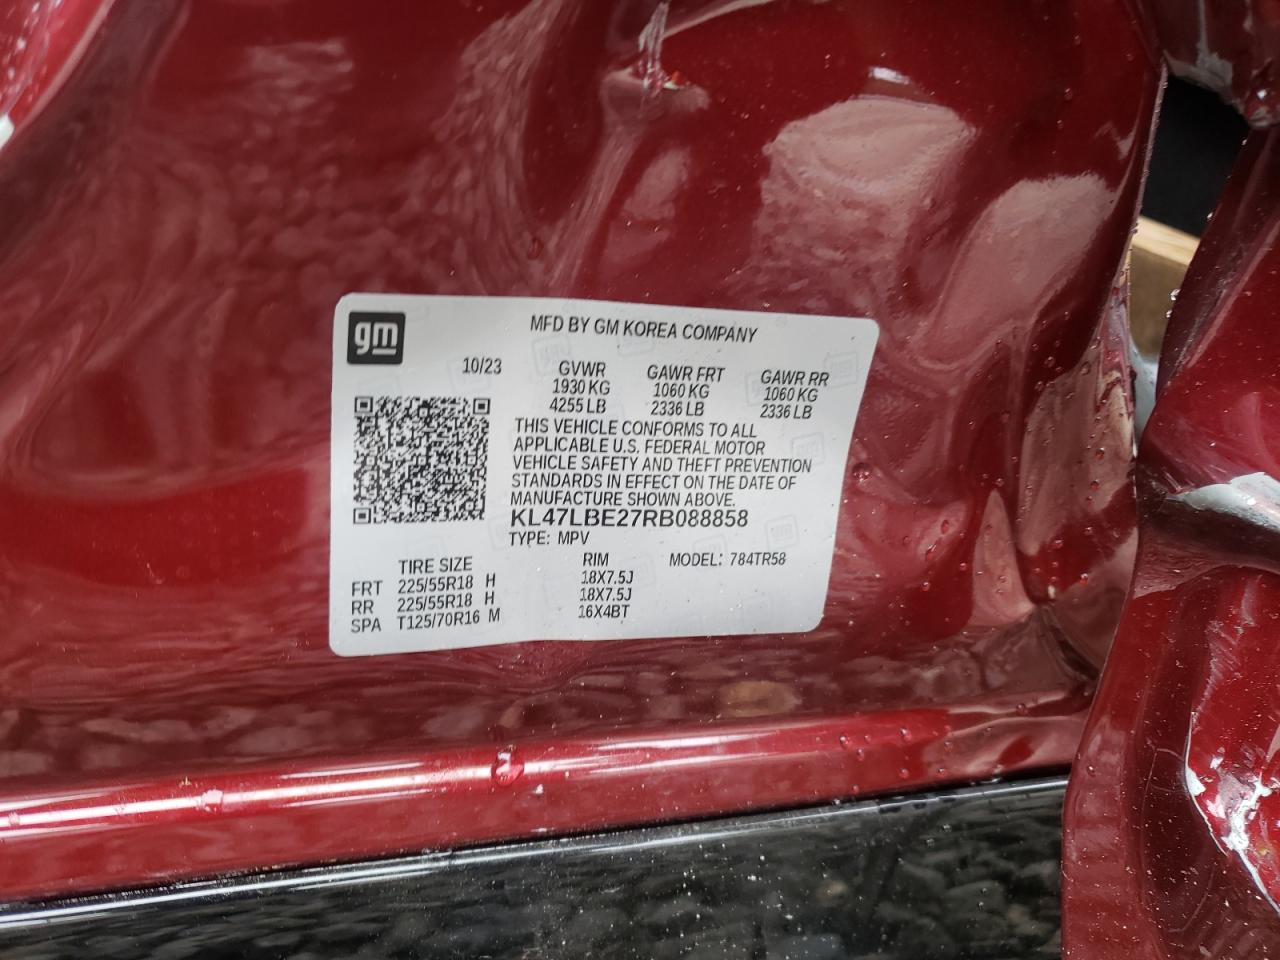 gm
MFD BY GM KOREA COMPANY
10/23
GVWR GAWR FRT GAWR RR
1930 KG 1060 KG 1060 KG
4255 LB 2336 LB 2336 LB
THIS VEHICLE CONFORMS TO ALL
APPLICABLE U.S. FEDERAL MOTOR
VEHICLE SAFETY AND THEFT PREVENTION
STANDARDS IN EFFECT ON THE DATE OF
MANUFACTURE SHOWN ABOVE.
KL47LBE27RB088858
TYPE: MPV
TIRE SIZE RIM MODEL: 784TR58
FRT 225/55R18 H 18X7.5J
RR 225/55R18 H 18X7.5J
SPA T125/70R16 M 16X4BT